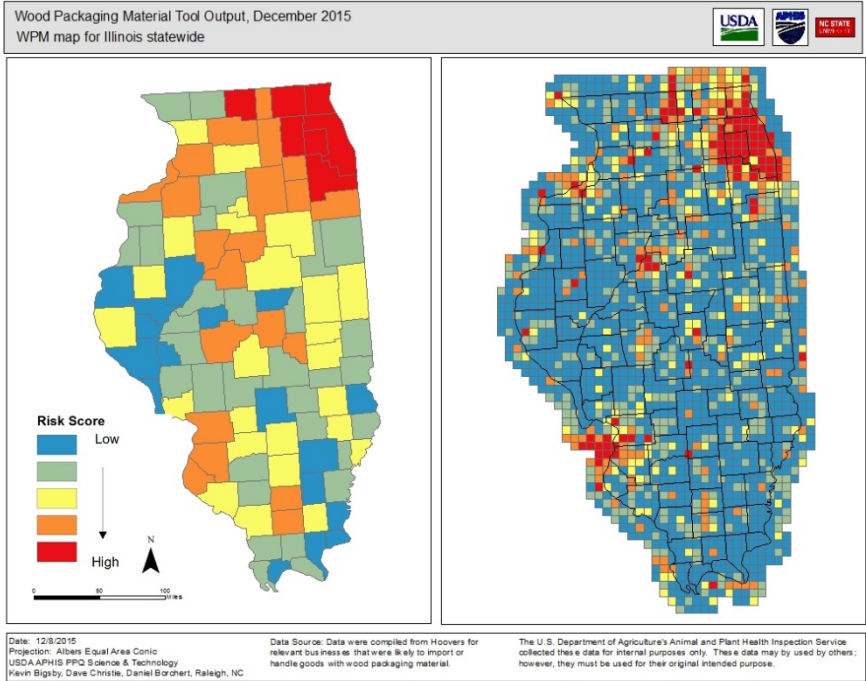 Wood Packaging Material Tool Output, December 2015
WPM map for Illinois statewide
USDA
APHIS
NC STATE
UNIVERSITY
Risk Score
Low
High
N
0 50 100
Miles
Date: 12/8/2015
Projection: Albers Equal Area Conic
USDA APHIS PPQ Science & Technology
Kevin Bigsby, Dave Christie, Daniel Borchert, Raleigh, NC
Data Source: Data were compiled from Hoovers for
relevant businesses that were likely to import or
handle goods with wood packaging material.
The U.S. Department of Agriculture's Animal and Plant Health Inspection Service
collected these data for internal purposes only. These data may by used by others;
however, they must be used for their original intended purpose.